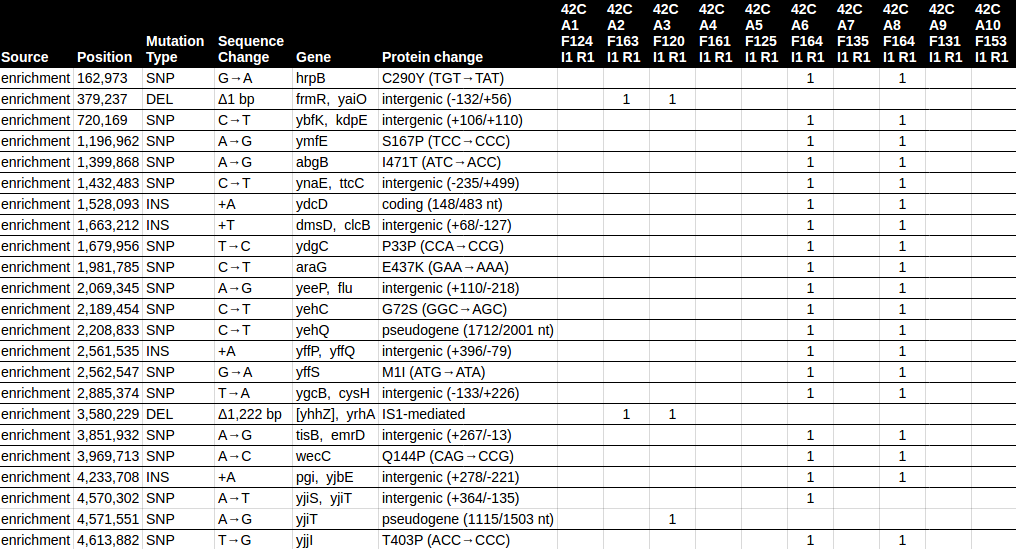 42C 42C 42C 42C 42C 42C 42C 42C 42C 42C
A1 A2 A3 A4 A5 A6 A7 A8 A9 A10
Mutation Sequence F124 F163 F120 F161 F125 F164 F135 F164 F131 F153
Source Position Type Change Gene Protein change I1 R1 I1 R1 I1 R1 I1 R1 I1 R1 I1 R1 I1 R1 I1 R1 I1 R1 I1 R1
enrichment 162,973 SNP G→A hrpB C290Y (TGT→TAT) 1 1
enrichment 379,237 DEL Δ1 bp frmR, yaiO intergenic (-132/+56) 1 1
enrichment 720,169 SNP C→T ybfK, kdpE intergenic (+106/+110) 1 1
enrichment 1,196,962 SNP A→G ymfE S167P (TCC→CCC) 1 1
enrichment 1,399,868 SNP A→G abgB I471T (ATC→ACC) 1 1
enrichment 1,432,483 SNP C→T ynaE, ttcC intergenic (-235/+499) 1 1
enrichment 1,528,093 INS +A ydcD coding (148/483 nt) 1 1
enrichment 1,663,212 INS +T dmsD, clcB intergenic (+68/-127) 1 1
enrichment 1,679,956 SNP T→C ydgC P33P (CCA→CCG) 1 1
enrichment 1,981,785 SNP C→T araG E437K (GAA→AAA) 1 1
enrichment 2,069,345 SNP A→G yeeP, flu intergenic (+110/-218) 1 1
enrichment 2,189,454 SNP C→T yehC G72S (GGC→AGC) 1 1
enrichment 2,208,833 SNP C→T yehQ pseudogene (1712/2001 nt) 1 1
enrichment 2,561,535 INS +A yffP, yffQ intergenic (+396/-79) 1 1
enrichment 2,562,547 SNP G→A yffS M1I (ATG→ATA) 1 1
enrichment 2,885,374 SNP T→A ygcB, cysH intergenic (-133/+226) 1 1
enrichment 3,580,229 DEL Δ1,222 bp [yhhZ], yrhA IS1-mediated 1 1
enrichment 3,851,932 SNP A→G tisB, emrD intergenic (+267/-13) 1 1
enrichment 3,969,713 SNP A→C wecC Q144P (CAG→CCG) 1 1
enrichment 4,233,708 INS +A pgi, yjbE intergenic (+278/-221) 1 1
enrichment 4,570,302 SNP A→T yjiS, yjiT intergenic (+364/-135) 1
enrichment 4,571,551 SNP A→G yjiT pseudogene (1115/1503 nt) 1
enrichment 4,613,882 SNP T→G yjjI T403P (ACC→CCC) 1 1